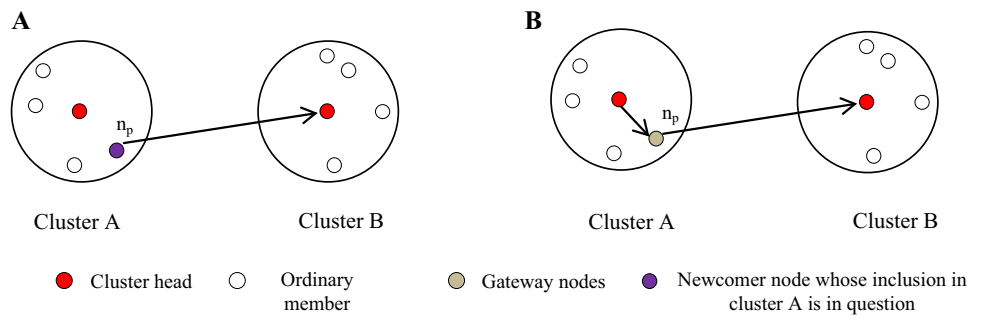 A
B
n_p
n_p
Cluster A
Cluster B
Cluster A
Cluster B
Cluster head
Ordinary
member
Gateway nodes
Newcomer node whose inclusion in
cluster A is in question